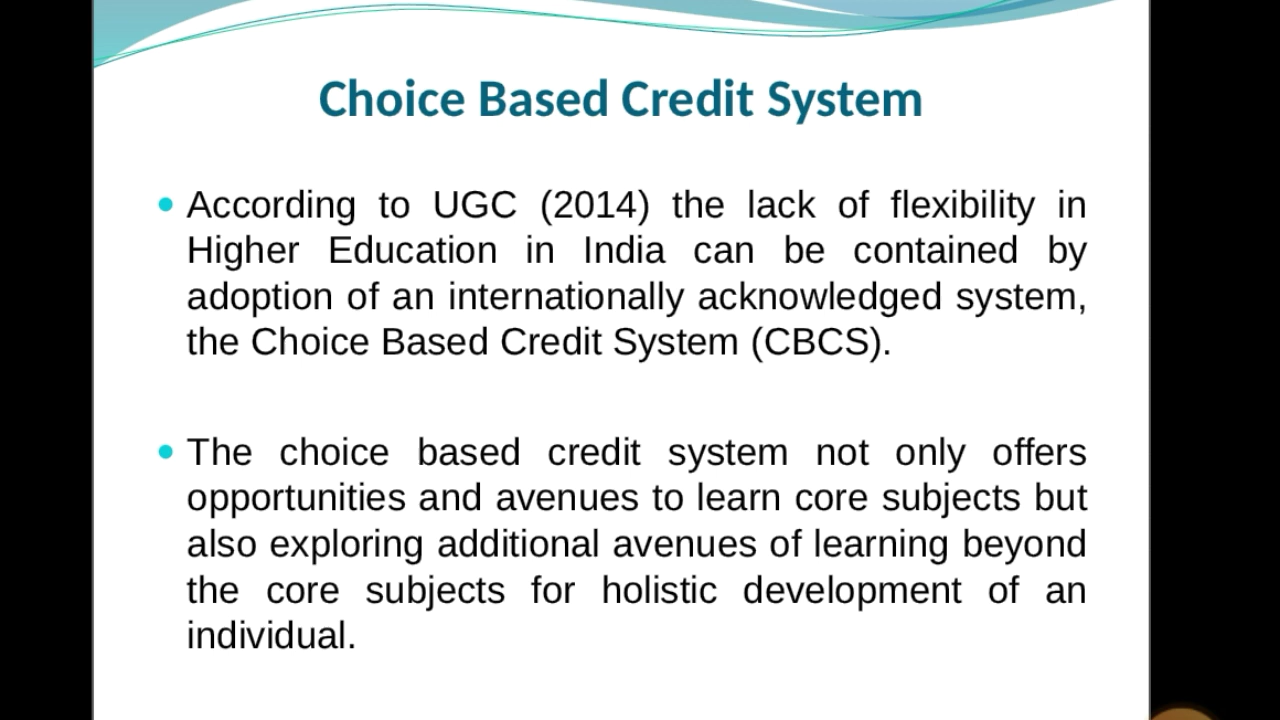 Choice Based Credit System
• According to UGC (2014) the lack of flexibility in
Higher Education in India can be contained by
adoption of an internationally acknowledged system,
the Choice Based Credit System (CBCS).
• The choice based credit system not only offers
opportunities and avenues to learn core subjects but
also exploring additional avenues of learning beyond
the core subjects for holistic development of an
individual.